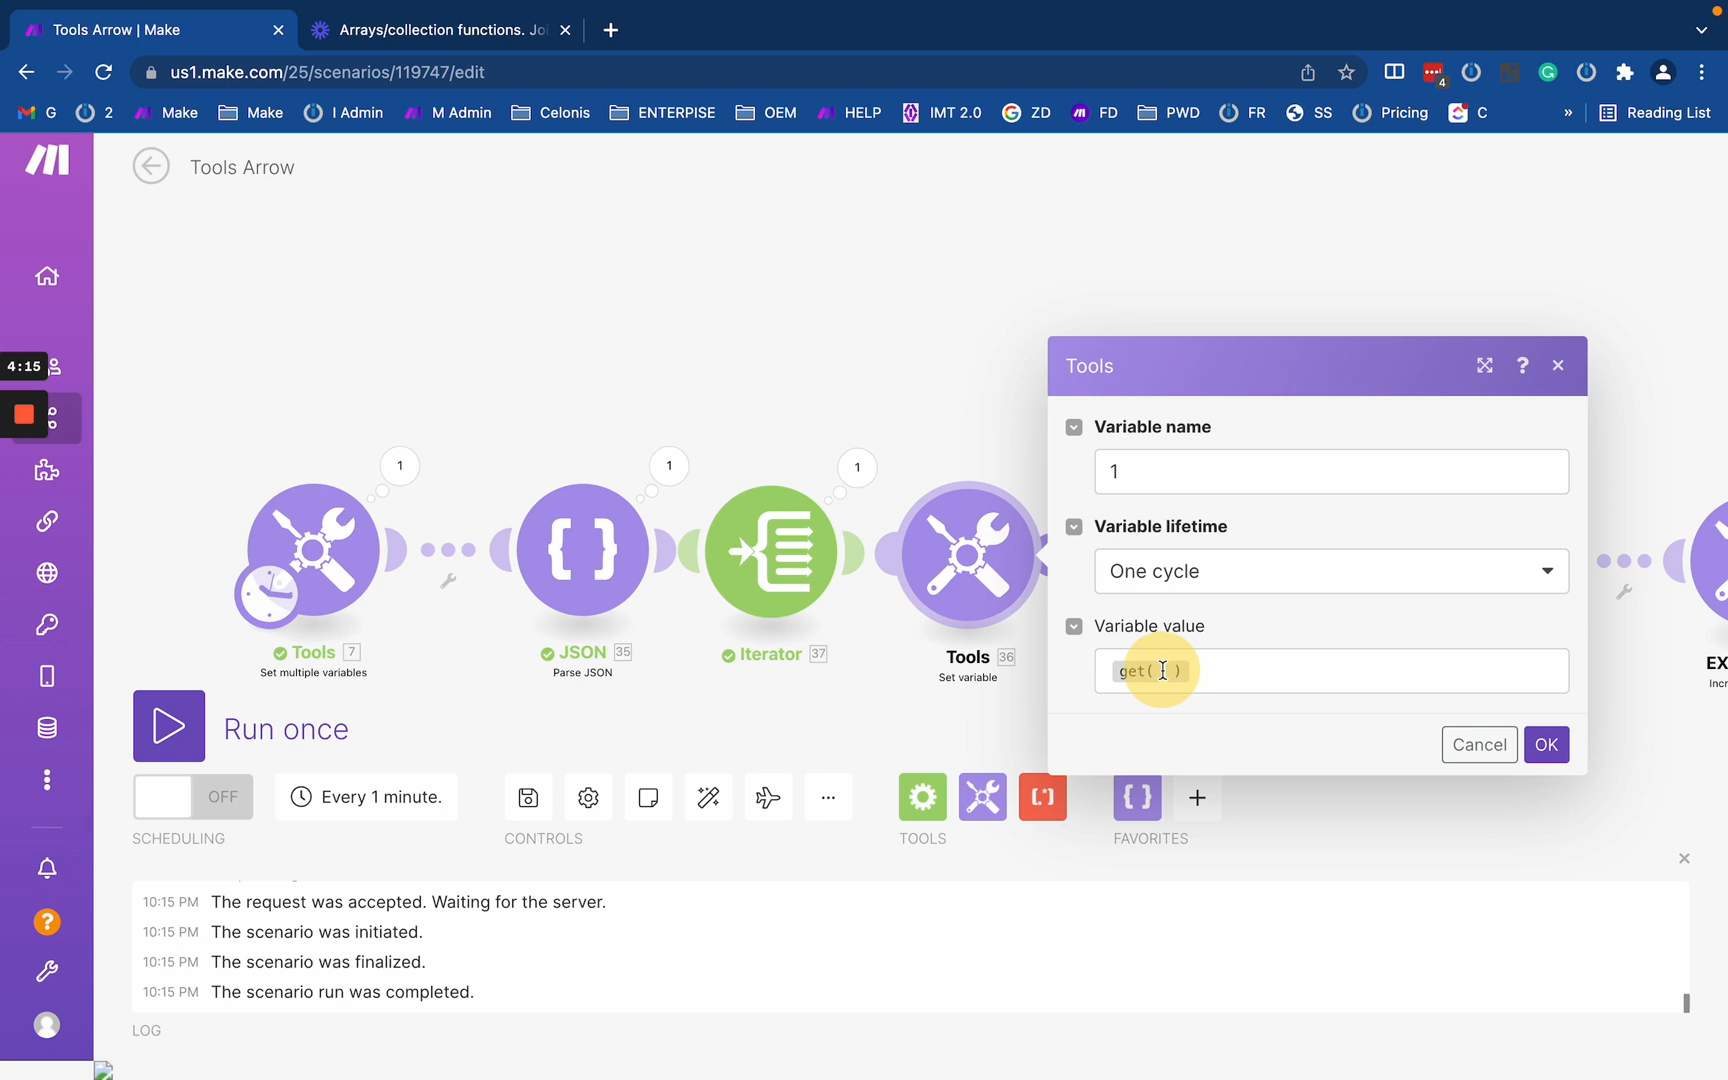 Tools Arrow | Make
Arrays/collection functions. Joi
us1.make.com/25/scenarios/119747/edit
4
G
2
Make
Make
I Admin
M Admin
Celonis
ENTERPISE
OEM
HELP
IMT 2.0
ZD
FD
PWD
FR
SS
Pricing
C
»
Reading List
Tools Arrow
4:15
Tools
Variable name
1
Variable lifetime
One cycle
Variable value
get( ; )
Cancel
OK
1
1
1
Tools 7
Set multiple variables
JSON 35
Parse JSON
Iterator 37
Tools 36
Set variable
EX
Incr
Run once
OFF
Every 1 minute.
SCHEDULING
CONTROLS
TOOLS
FAVORITES
10:15 PM The request was accepted. Waiting for the server.
10:15 PM The scenario was initiated.
10:15 PM The scenario was finalized.
10:15 PM The scenario run was completed.
LOG